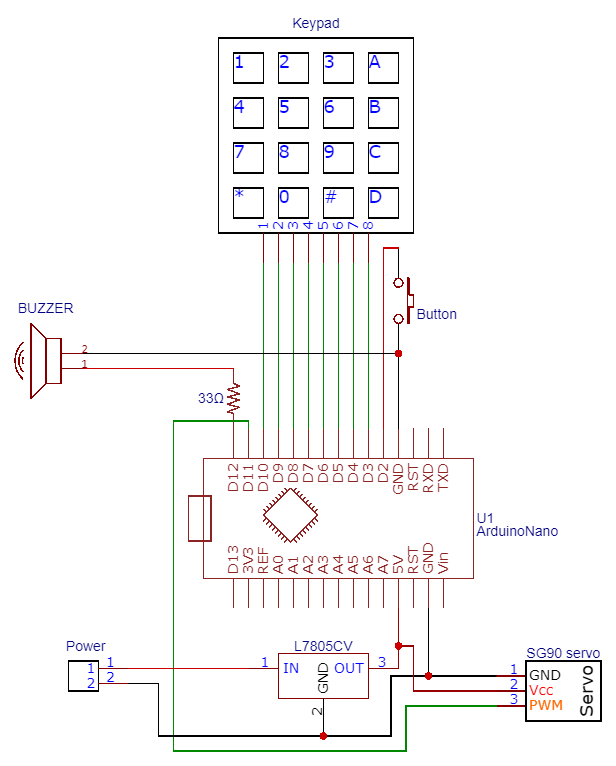 Keypad
1 2 3 A
4 5 6 B
7 8 9 C
* 0 # D
1 2 3 4 5 6 7 8
Button
BUZZER
2
1
33Ω
D12 D11 D10 D9 D8 D7 D6 D5 D4 D3 D2 GND RST RXD TXD
U1
ArduinoNano
D13 3V3 REF A0 A1 A2 A3 A4 A5 A6 A7 5V RST GND Vin
Power
1 1
2 2
L7805CV
1 IN OUT 3
GND
2
SG90 servo
1 GND
2 Vcc
3 PWM
Servo